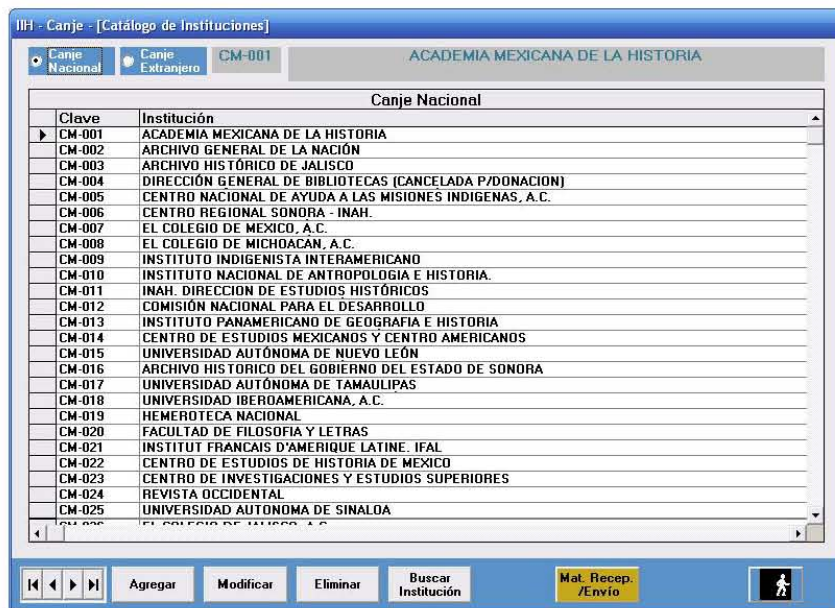 IIH - Canje - [Catálogo de Instituciones]
Canje Nacional
Canje Extranjero
CM-001
ACADEMIA MEXICANA DE LA HISTORIA
Canje Nacional
Clave Institución
CM-001 ACADEMIA MEXICANA DE LA HISTORIA
CM-002 ARCHIVO GENERAL DE LA NACIÓN
CM-003 ARCHIVO HISTÓRICO DE JALISCO
CM-004 DIRECCIÓN GENERAL DE BIBLIOTECAS (CANCELADA P/DONACION)
CM-005 CENTRO NACIONAL DE AYUDA A LAS MISIONES INDIGENAS, A.C.
CM-006 CENTRO REGIONAL SONORA - INAH.
CM-007 EL COLEGIO DE MEXICO, A.C.
CM-008 EL COLEGIO DE MICHOACÁN, A.C.
CM-009 INSTITUTO INDIGENISTA INTERAMERICANO
CM-010 INSTITUTO NACIONAL DE ANTROPOLOGIA E HISTORIA.
CM-011 INAH. DIRECCION DE ESTUDIOS HISTÓRICOS
CM-012 COMISIÓN NACIONAL PARA EL DESARROLLO
CM-013 INSTITUTO PANAMERICANO DE GEOGRAFIA E HISTORIA
CM-014 CENTRO DE ESTUDIOS MEXICANOS Y CENTRO AMERICANOS
CM-015 UNIVERSIDAD AUTÓNOMA DE NUEVO LEÓN
CM-016 ARCHIVO HISTORICO DEL GOBIERNO DEL ESTADO DE SONORA
CM-017 UNIVERSIDAD AUTÓNOMA DE TAMAULIPAS
CM-018 UNIVERSIDAD IBEROAMERICANA, A.C.
CM-019 HEMEROTECA NACIONAL
CM-020 FACULTAD DE FILOSOFIA Y LETRAS
CM-021 INSTITUT FRANCAIS D'AMERIQUE LATINE. IFAL
CM-022 CENTRO DE ESTUDIOS DE HISTORIA DE MEXICO
CM-023 CENTRO DE INVESTIGACIONES Y ESTUDIOS SUPERIORES
CM-024 REVISTA OCCIDENTAL
CM-025 UNIVERSIDAD AUTONOMA DE SINALOA
CM-026 EL COLEGIO DE JALISCO, A.C.
Agregar
Modificar
Eliminar
Buscar Institución
Mat. Recep. /Envío